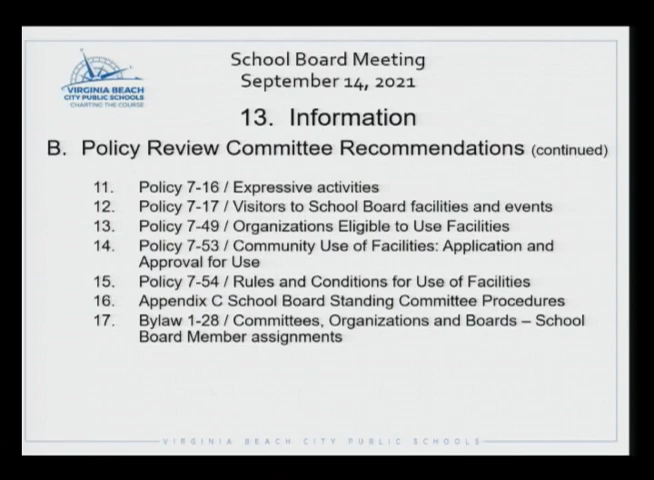 VIRGINIA BEACH
CITY PUBLIC SCHOOLS
CHARTING THE COURSE
School Board Meeting
September 14, 2021
13. Information
B. Policy Review Committee Recommendations (continued)
11. Policy 7-16 / Expressive activities
12. Policy 7-17 / Visitors to School Board facilities and events
13. Policy 7-49 / Organizations Eligible to Use Facilities
14. Policy 7-53 / Community Use of Facilities: Application and
Approval for Use
15. Policy 7-54 / Rules and Conditions for Use of Facilities
16. Appendix C School Board Standing Committee Procedures
17. Bylaw 1-28 / Committees, Organizations and Boards – School
Board Member assignments
VIRGINIA BEACH CITY PUBLIC SCHOOLS